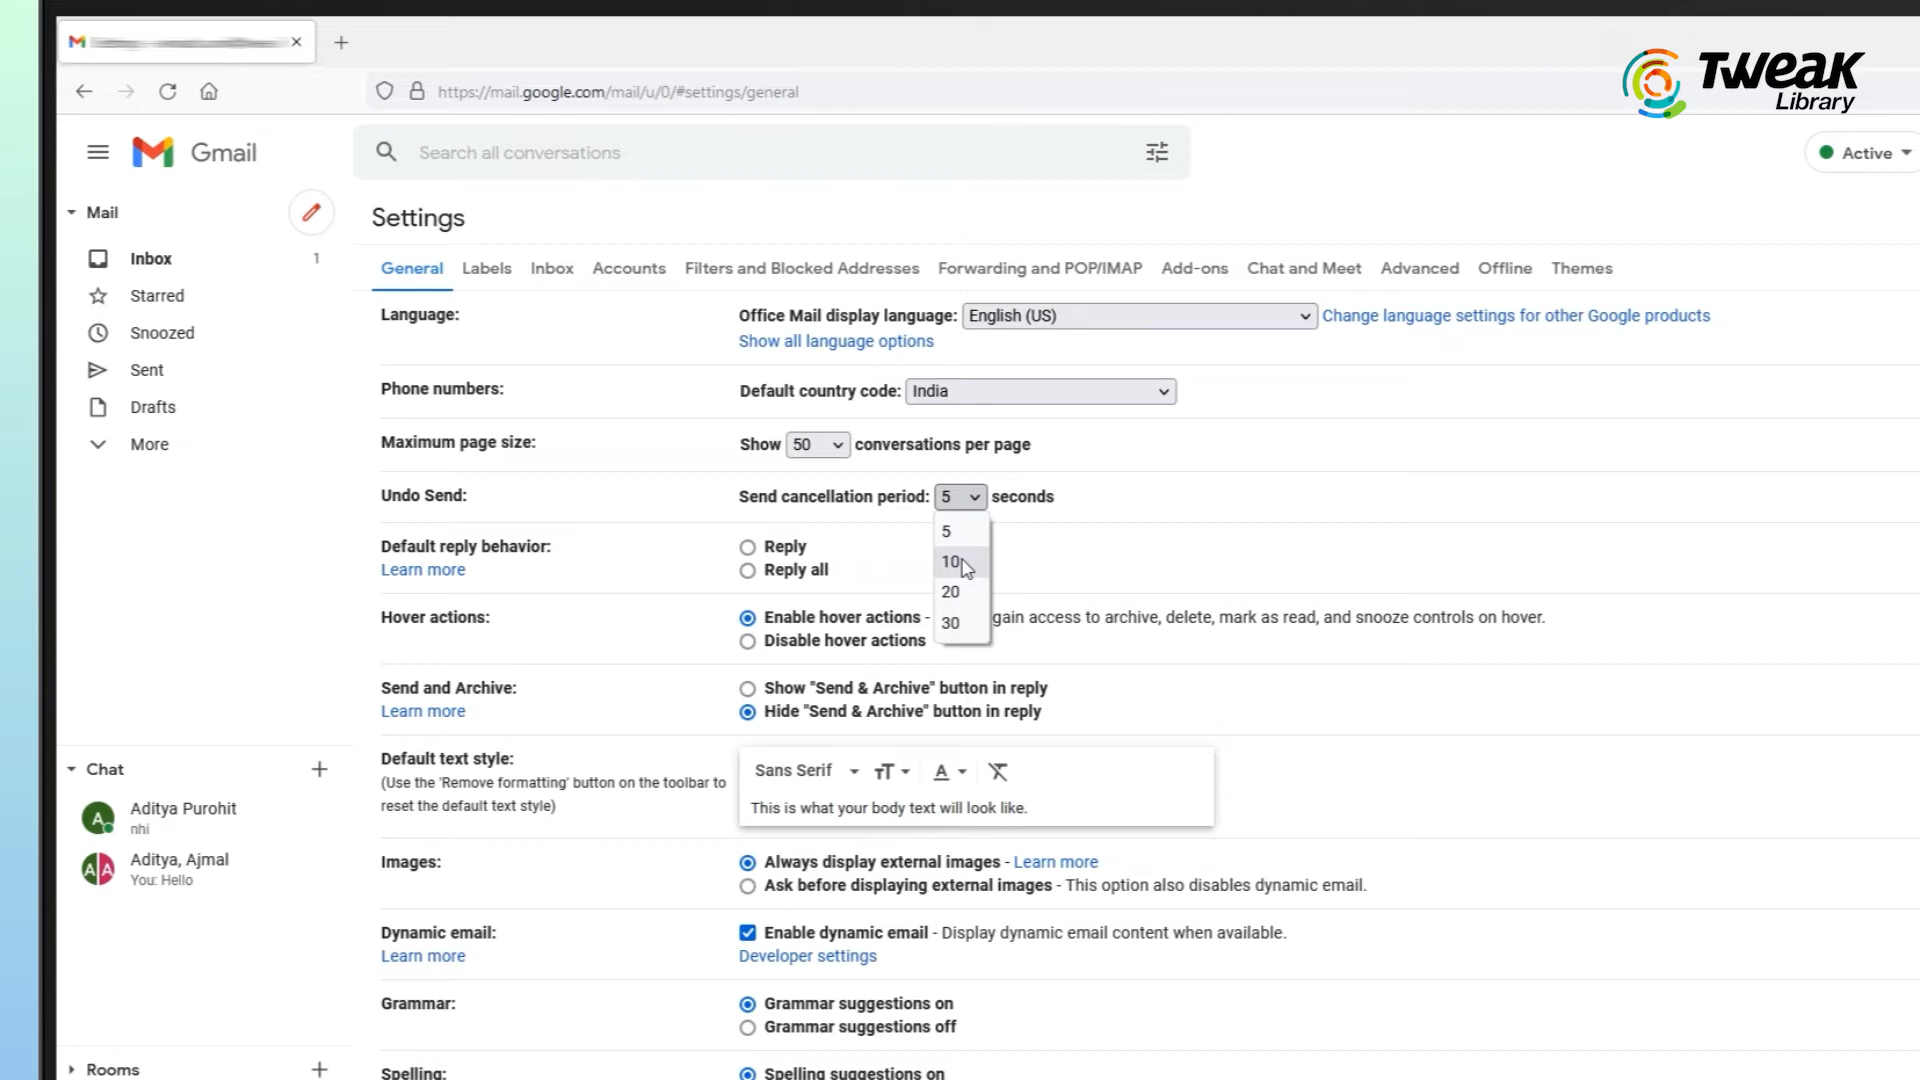 https://mail.google.com/mail/u/0/#settings/general
TWEAK
Library
Gmail
Search all conversations
Active
Mail
Inbox 1
Starred
Snoozed
Sent
Drafts
More
Settings
General Labels Inbox Accounts Filters and Blocked Addresses Forwarding and POP/IMAP Add-ons Chat and Meet Advanced Offline Themes
Language: Office Mail display language: English (US) Change language settings for other Google products
Show all language options
Phone numbers: Default country code: India
Maximum page size: Show 50 conversations per page
Undo Send: Send cancellation period: 5 seconds
5
10
20
30
Default reply behavior: Reply
Learn more Reply all
Hover actions: Enable hover actions - gain access to archive, delete, mark as read, and snooze controls on hover.
Disable hover actions
Send and Archive: Show "Send & Archive" button in reply
Learn more Hide "Send & Archive" button in reply
Default text style:
(Use the 'Remove formatting' button on the toolbar to
reset the default text style)
Sans Serif
This is what your body text will look like.
Images: Always display external images - Learn more
Ask before displaying external images - This option also disables dynamic email.
Dynamic email: Enable dynamic email - Display dynamic email content when available.
Learn more Developer settings
Grammar: Grammar suggestions on
Grammar suggestions off
Spelling: Spelling suggestions on
Chat
A Aditya Purohit
nhi
A A Aditya, Ajmal
You: Hello
Rooms